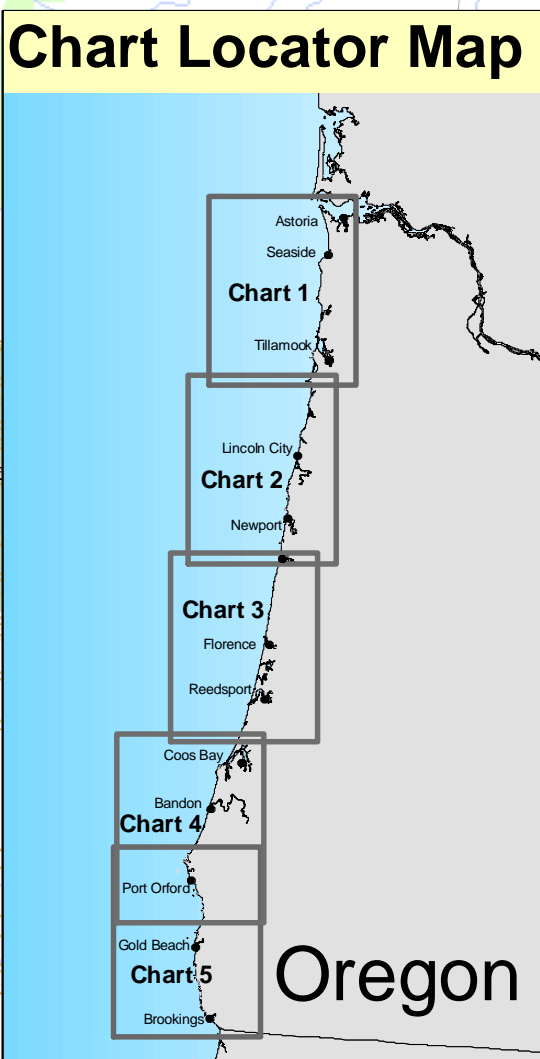 Chart Locator Map
Astoria
Seaside
Chart 1
Tillamook
Lincoln City
Chart 2
Newport
Chart 3
Florence
Reedsport
Coos Bay
Bandon
Chart 4
Port Orford
Gold Beach
Chart 5
Oregon
Brookings